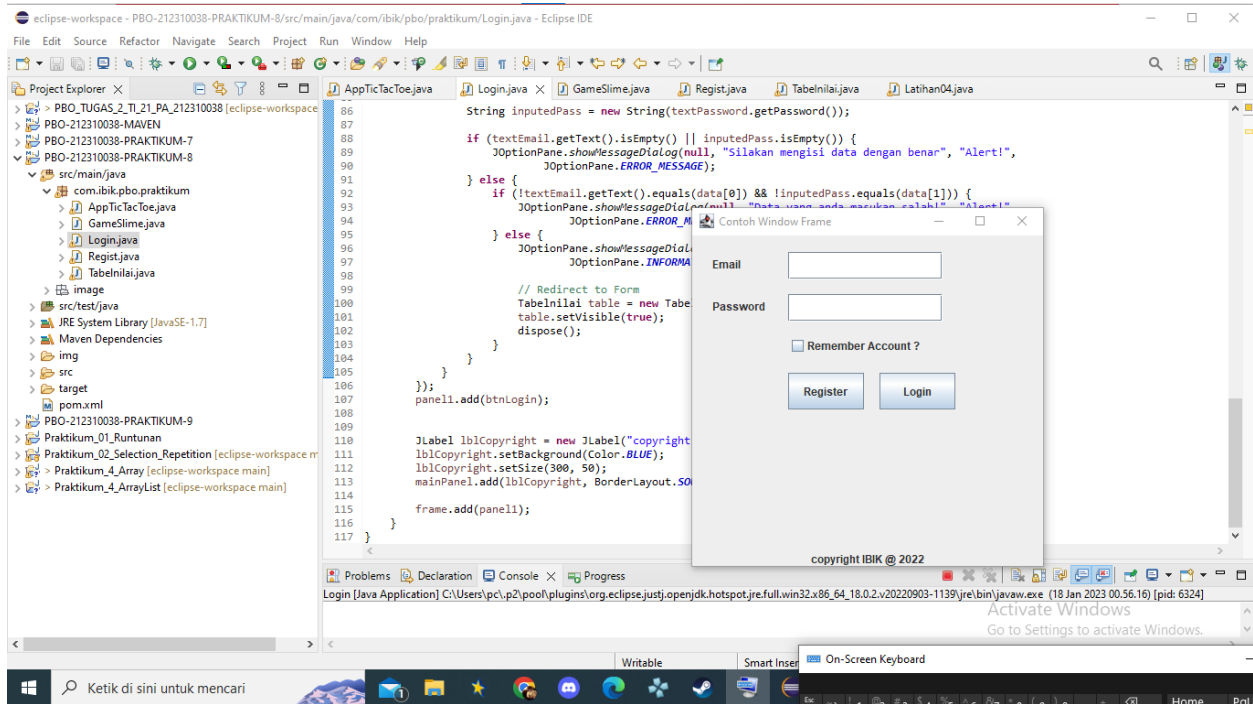 eclipse-workspace - PBO-212310038-PRAKTIKUM-8/src/main/java/com/ibik/pbo/praktikum/Login.java - Eclipse IDE
File Edit Source Refactor Navigate Search Project Run Window Help
Project Explorer
> PBO_TUGAS_2_TI_21_PA_212310038 [eclipse-workspace
PBO-212310038-MAVEN
PBO-212310038-PRAKTIKUM-7
PBO-212310038-PRAKTIKUM-8
src/main/java
com.ibik.pbo.praktikum
AppTicTacToe.java
GameSlime.java
Login.java
Regist.java
Tabelnilai.java
image
src/test/java
JRE System Library [JavaSE-1.7]
Maven Dependencies
img
src
target
pom.xml
PBO-212310038-PRAKTIKUM-9
Praktikum_01_Runtunan
Praktikum_02_Selection_Repetition [eclipse-workspace m
> Praktikum_4_Array [eclipse-workspace main]
> Praktikum_4_ArrayList [eclipse-workspace main]
AppTicTacToe.java Login.java GameSlime.java Regist.java Tabelnilai.java Latihan04.java
86 String inputedPass = new String(textPassword.getPassword());
87
88 if (textEmail.getText().isEmpty() || inputedPass.isEmpty()) {
89 JOptionPane.showMessageDialog(null, "Silakan mengisi data dengan benar", "Alert!",
90 JOptionPane.ERROR_MESSAGE);
91 } else {
92 if (!textEmail.getText().equals(data[0]) && !inputedPass.equals(data[1])) {
93 JOptionPane.showMessageDialog(null, "Data yang anda masukan salah!", "Alert!",
94 JOptionPane.ERROR_M
95 } else {
96 JOptionPane.showMessageDial
97 JOptionPane.INFORMA
98
99 // Redirect to Form
100 Tabelnilai table = new Tabe
101 table.setVisible(true);
102 dispose();
103 }
104 }
105 }
106 });
107 panel1.add(btnLogin);
108
109
110 JLabel lblCopyright = new JLabel("copyright
111 lblCopyright.setBackground(Color.BLUE);
112 lblCopyright.setSize(300, 50);
113 mainPanel.add(lblCopyright, BorderLayout.SO
114
115 frame.add(panel1);
116 }
117 }
Contoh Window Frame
Email
Password
Remember Account ?
Register Login
copyright IBIK @ 2022
Problems Declaration Console Progress
Login [Java Application] C:\Users\pc\.p2\pool\plugins\org.eclipse.justj.openjdk.hotspot.jre.full.win32.x86_64_18.0.2.v20220903-1139\jre\bin\javaw.exe (18 Jan 2023 00.56.16) [pid: 6324]
Activate Windows
Go to Settings to activate Windows.
Writable Smart Inser
On-Screen Keyboard
Ketik di sini untuk mencari
Esc
Home